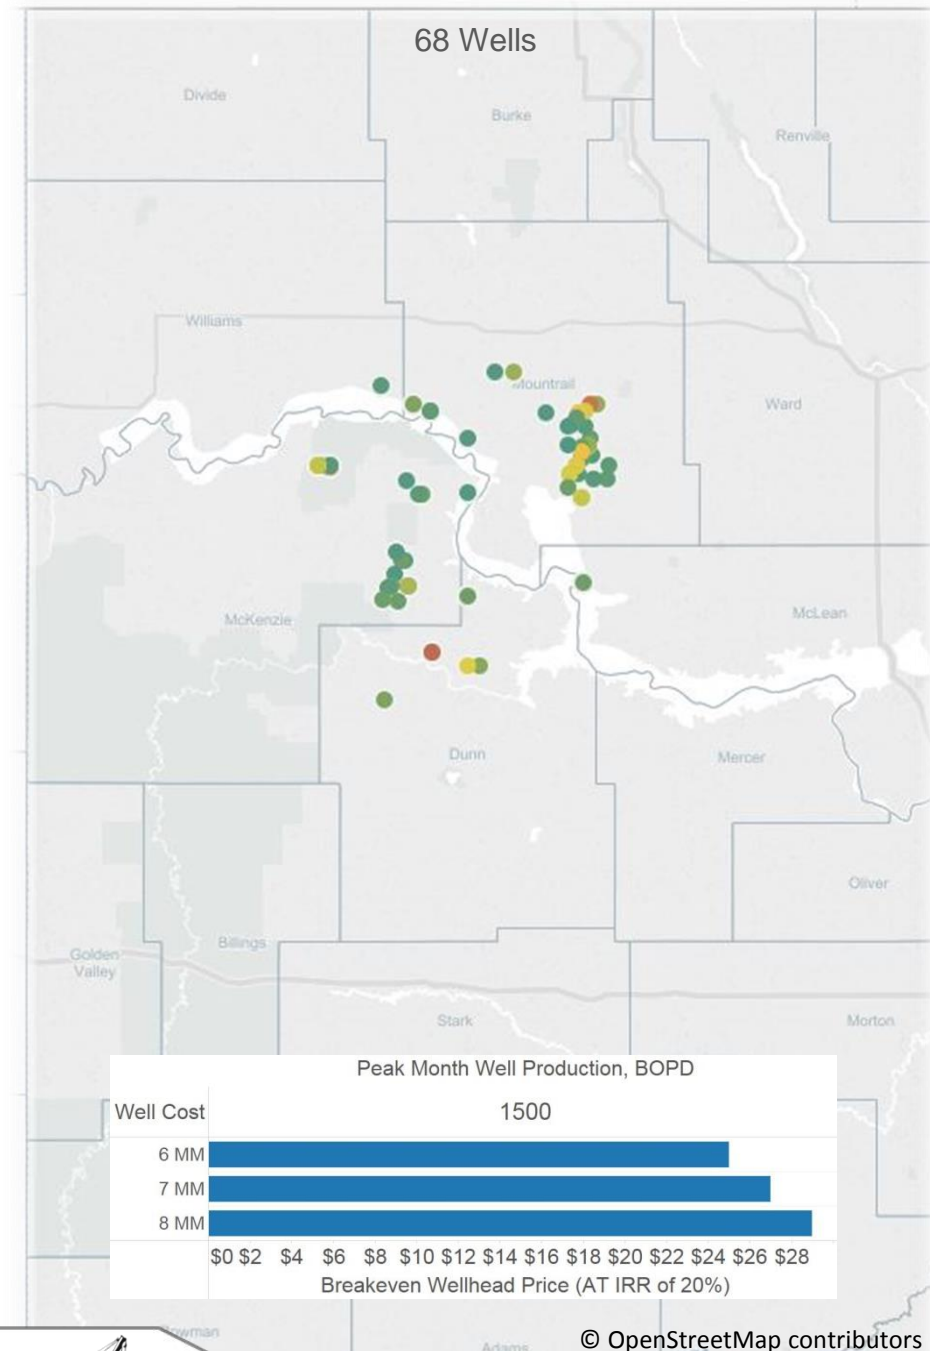 68 Wells
Divide
Burke
Renville
Williams
Mountrail
Ward
McKenzie
McLean
Dunn
Mercer
Oliver
Billings
Golden
Valley
Stark
Morton
Peak Month Well Production, BOPD
Well Cost 1500
6 MM
7 MM
8 MM
$0 $2 $4 $6 $8 $10 $12 $14 $16 $18 $20 $22 $24 $26 $28
Breakeven Wellhead Price (AT IRR of 20%)
Bowman
Adams
© OpenStreetMap contributors